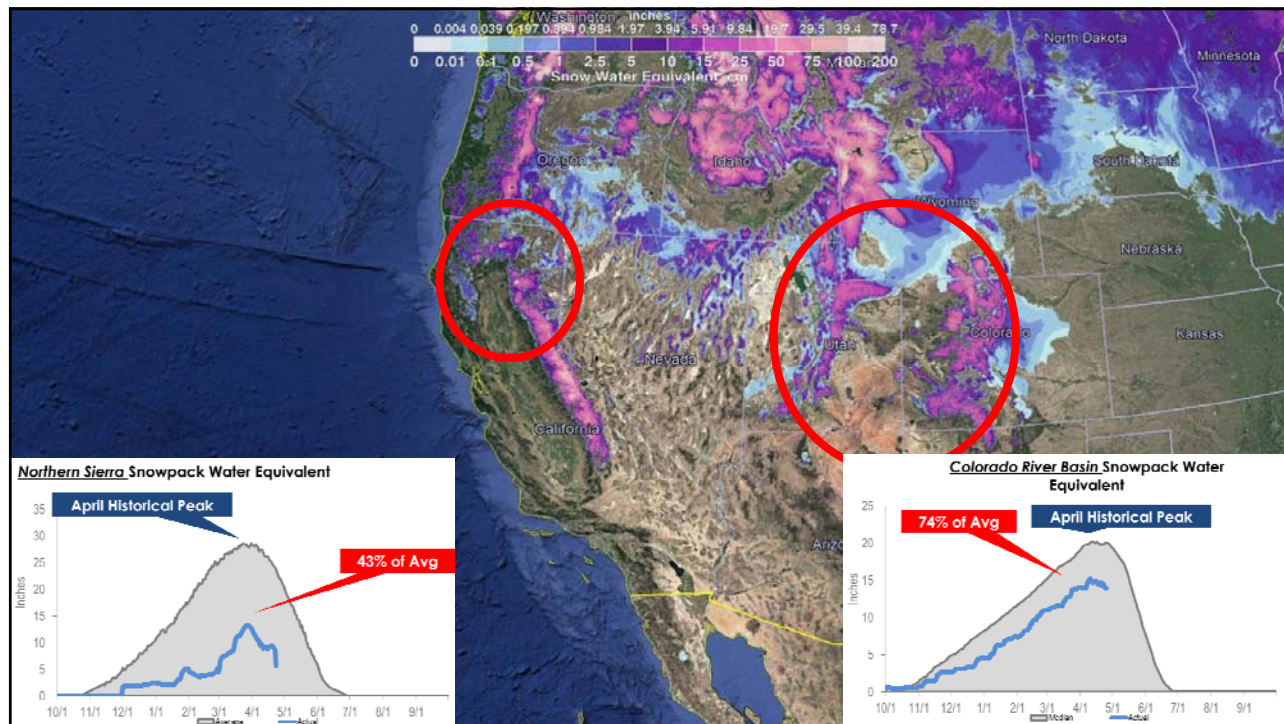 Washington
inches
0 0.004 0.039 0.197 0.394 0.984 1.97 3.94 5.91 9.84 19.7 29.5 39.4 78.7
0 0.01 0.1 0.5 1 2.5 5 10 15 25 50 75 100 200
Snow Water Equivalent, cm
North Dakota
Minnesota
Oregon
Idaho
South Dakota
Wyoming
Nebraska
Nevada
Utah
Colorado
Kansas
California
Northern Sierra Snowpack Water Equivalent
April Historical Peak
43% of Avg
Inches
35
30
25
20
15
10
5
0
10/1 11/1 12/1 1/1 2/1 3/1 4/1 5/1 6/1 7/1 8/1 9/1
Average Actual
Colorado River Basin Snowpack Water
Equivalent
74% of Avg
April Historical Peak
Inches
25
20
15
10
5
0
10/1 11/1 12/1 1/1 2/1 3/1 4/1 5/1 6/1 7/1 8/1 9/1
Median Actual